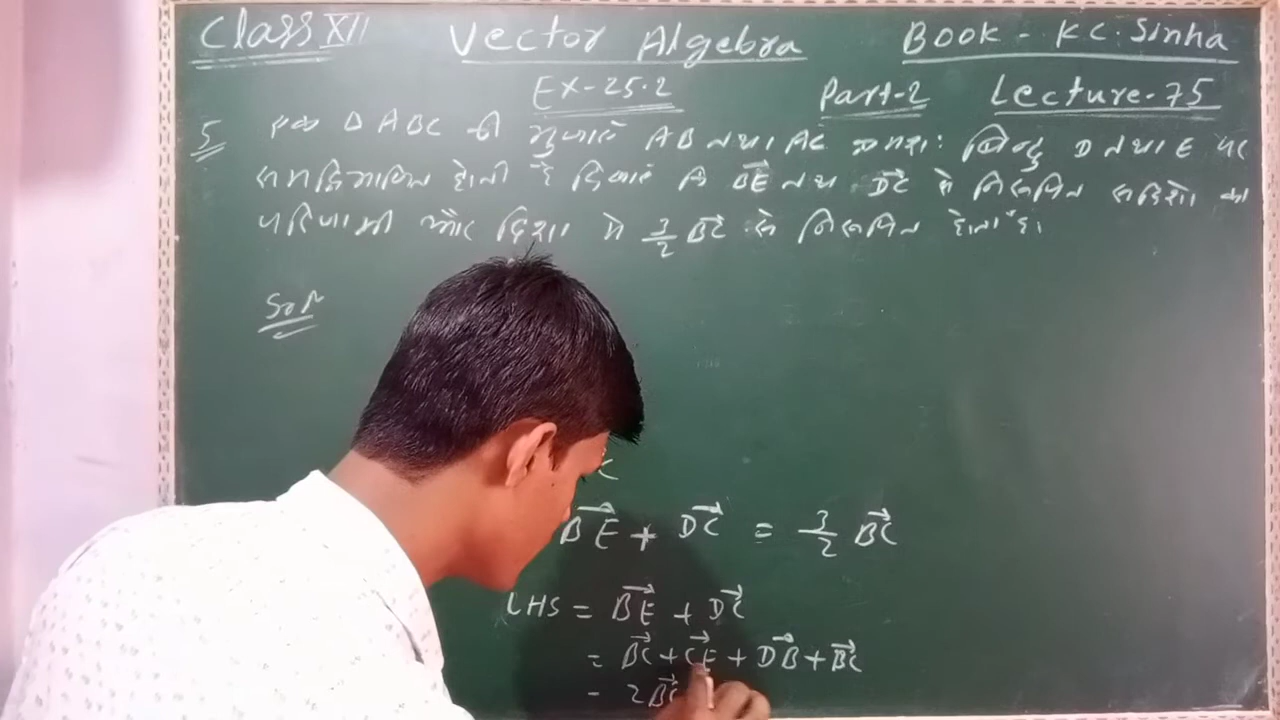 Class XII Vector Algebra Book - KC. Sinha
Ex-25.2 Part-2 Lecture-75
5 एक Δ ABC की भुजाएँ AB तथा AC क्रमशः बिन्दु D तथा E पर
समद्विभाजित होती है दिखाएं कि BE⃗ तथा DC⃗ से निरूपित सदिशों का
परिणामी और दिशा में 3/2 BC⃗ से निरूपित होता है।
Soln
C
BE⃗ + DC⃗ = 3/2 BC⃗
LHS = BE⃗ + DC⃗
= BC⃗ + CE⃗ + DB⃗ + BC⃗
= 2BC⃗